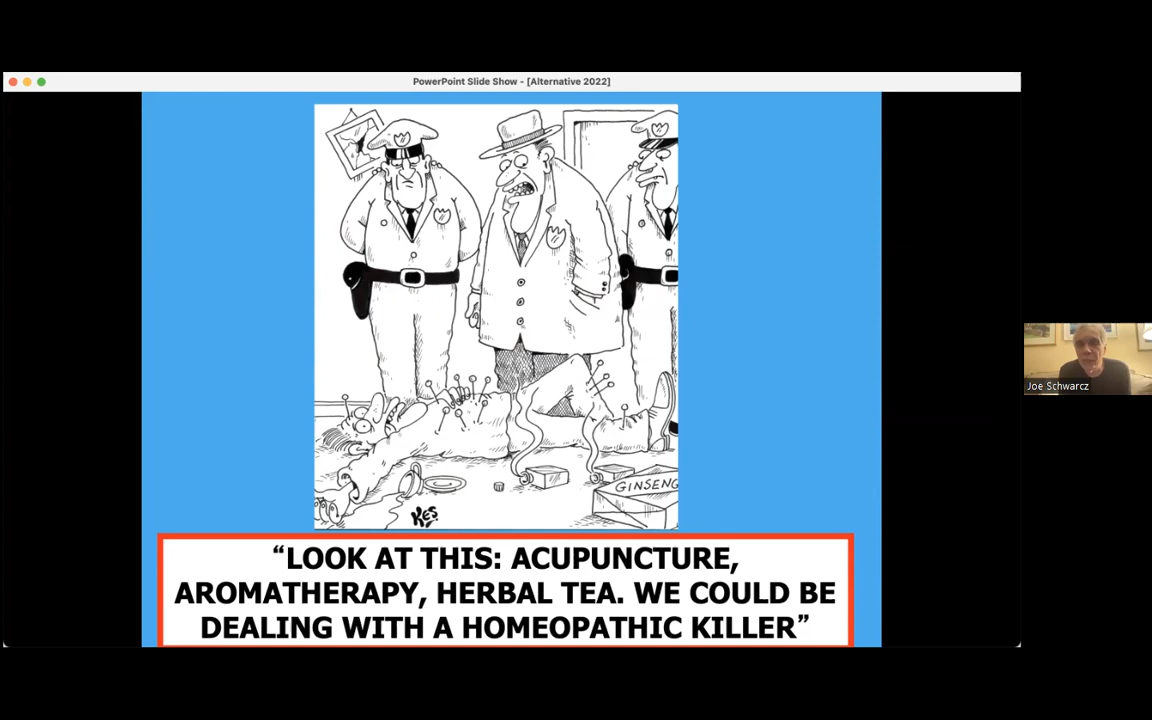 PowerPoint Slide Show - [Alternative 2022]
GINSENG
KES
“LOOK AT THIS: ACUPUNCTURE,
AROMATHERAPY, HERBAL TEA. WE COULD BE
DEALING WITH A HOMEOPATHIC KILLER”
Joe Schwarcz